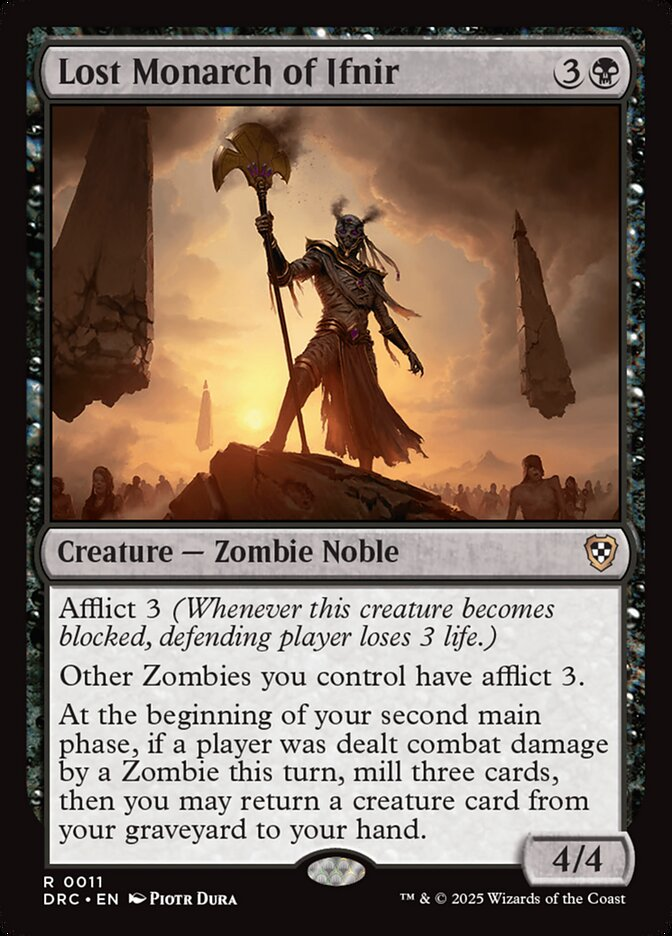 Lost Monarch of Ifnir 3
Creature — Zombie Noble
Afflict 3 (Whenever this creature becomes
blocked, defending player loses 3 life.)
Other Zombies you control have afflict 3.
At the beginning of your second main
phase, if a player was dealt combat damage
by a Zombie this turn, mill three cards,
then you may return a creature card from
your graveyard to your hand.
4/4
R 0011
DRC • EN Piotr Dura
™ & © 2025 Wizards of the Coast